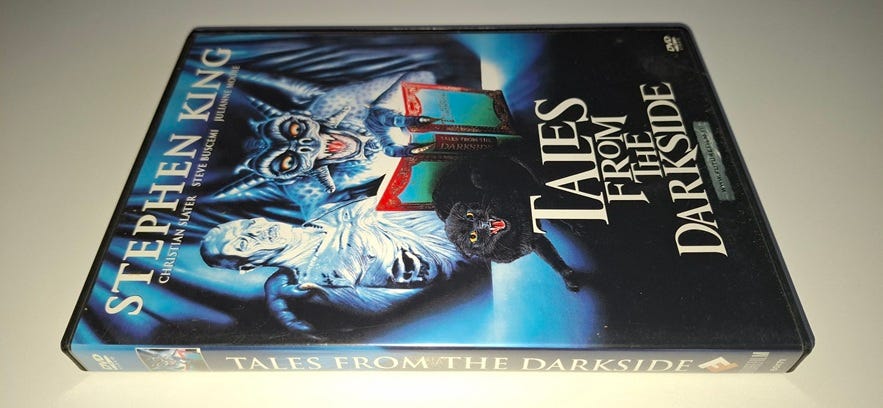 STEPHEN KING
CHRISTIAN SLATER STEVE BUSCEMI JULIANNE MOORE
TALES FROM THE
DARKSIDE
TALES
FROM
THE
DARKSIDE
DVD
DVD
TALES FROM THE DARKSIDE